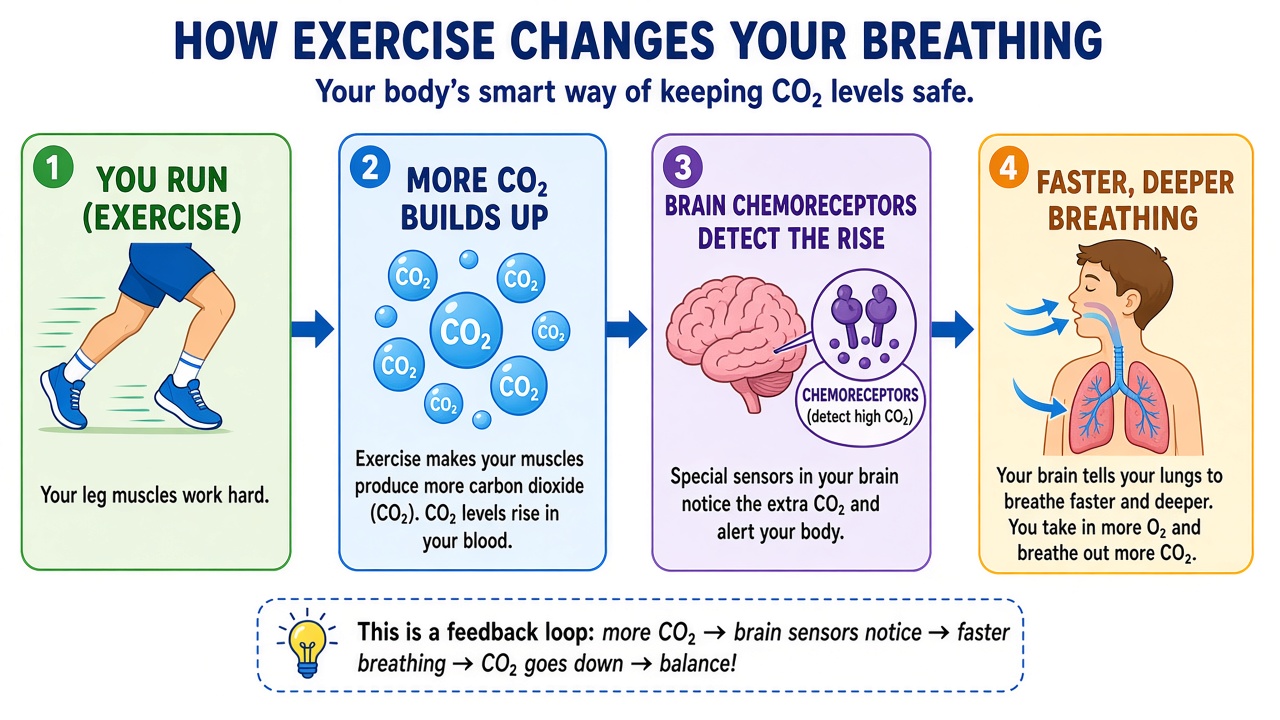 HOW EXERCISE CHANGES YOUR BREATHING
Your body's smart way of keeping CO₂ levels safe.
1
YOU RUN
(EXERCISE)
Your leg muscles work hard.
2
MORE CO₂
BUILDS UP
CO₂
CO₂
CO₂
CO₂
CO₂
CO₂
CO₂
Exercise makes your muscles
produce more carbon dioxide
(CO₂). CO₂ levels rise in
your blood.
3
BRAIN CHEMORECEPTORS
DETECT THE RISE
CHEMORECEPTORS
(detect high CO₂)
Special sensors in your brain
notice the extra CO₂ and
alert your body.
4
FASTER, DEEPER
BREATHING
Your brain tells your lungs to
breathe faster and deeper.
You take in more O₂ and
breathe out more CO₂.
This is a feedback loop: more CO₂ → brain sensors notice → faster
breathing → CO₂ goes down → balance!